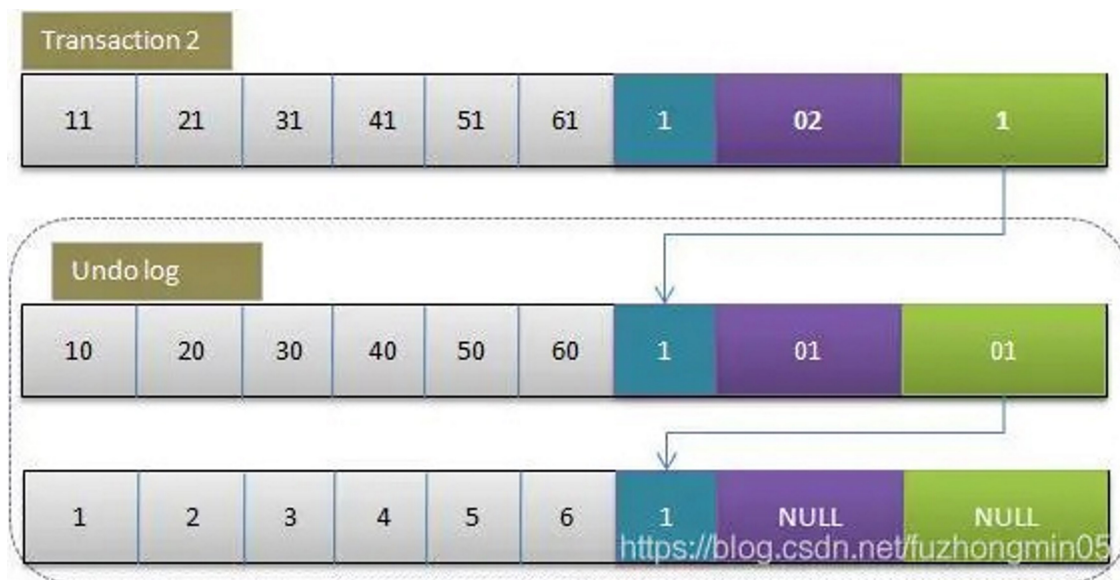 Transaction 2
11 21 31 41 51 61 1 02 1
Undo log
10 20 30 40 50 60 1 01 01
1 2 3 4 5 6 1 NULL NULL
https://blog.csdn.net/fuzhongmin05